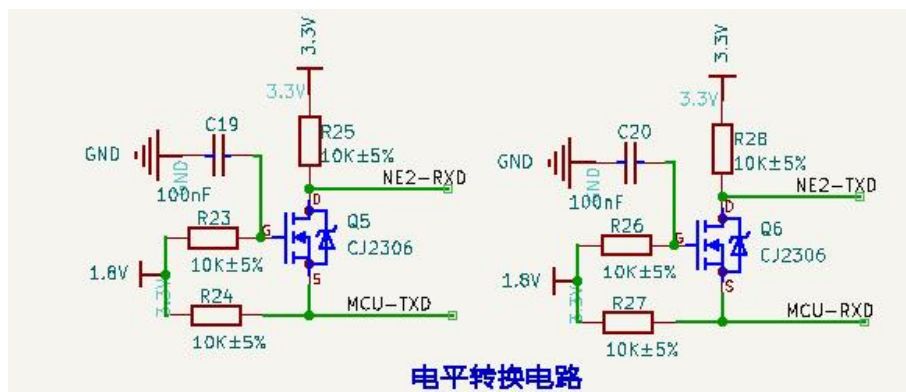 3.3V
3.3V
C19
GND
GND
100nF
R25
10K±5%
NE2-RXD
D
R23
G
Q5
CJ2306
10K±5%
1.8V
3.3V
R24
S
MCU-TXD
10K±5%
3.3V
3.3V
C20
GND
GND
100nF
R28
10K±5%
NE2-TXD
D
R26
G
Q6
CJ2306
10K±5%
1.8V
3.3V
R27
S
MCU-RXD
10K±5%
电平转换电路